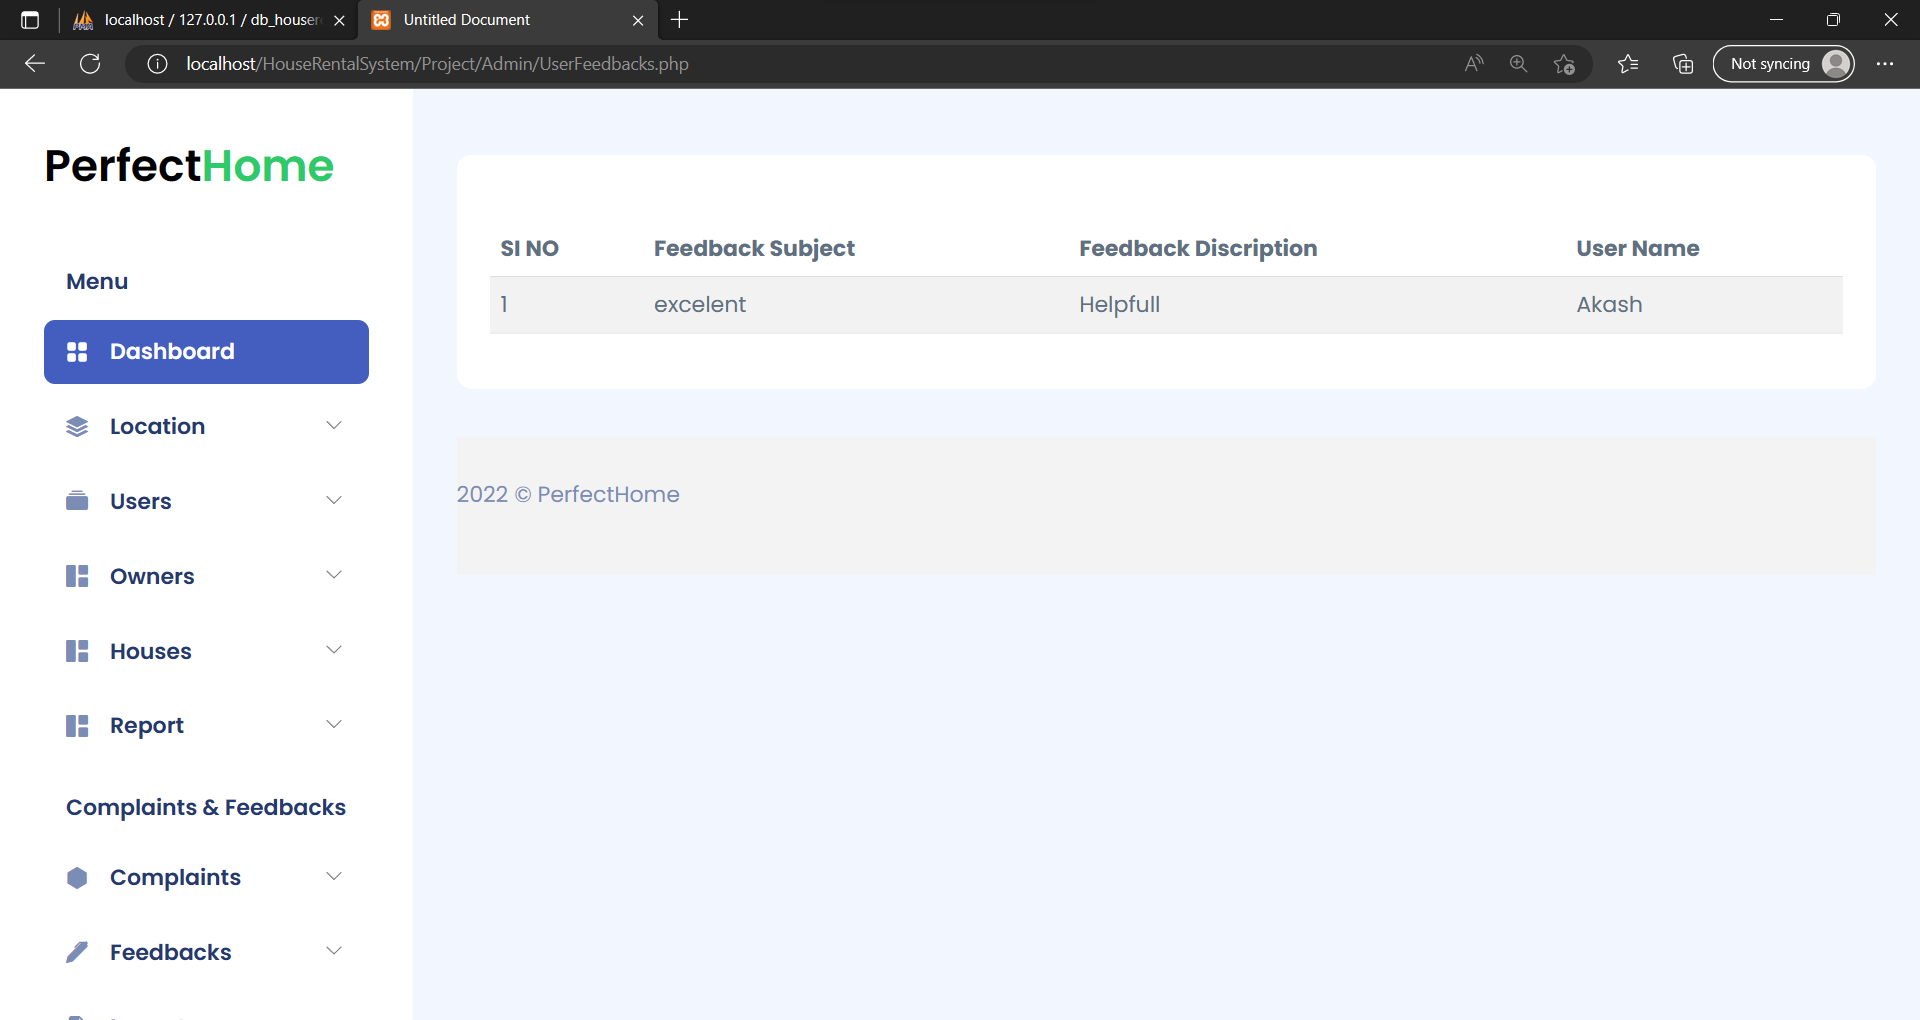 localhost / 127.0.0.1 / db_houser
Untitled Document
localhost/HouseRentalSystem/Project/Admin/UserFeedbacks.php
Not syncing
PerfectHome
Menu
Dashboard
Location
Users
Owners
Houses
Report
Complaints & Feedbacks
Complaints
Feedbacks
SI NO Feedback Subject Feedback Discription User Name
1 excelent Helpfull Akash
2022 © PerfectHome